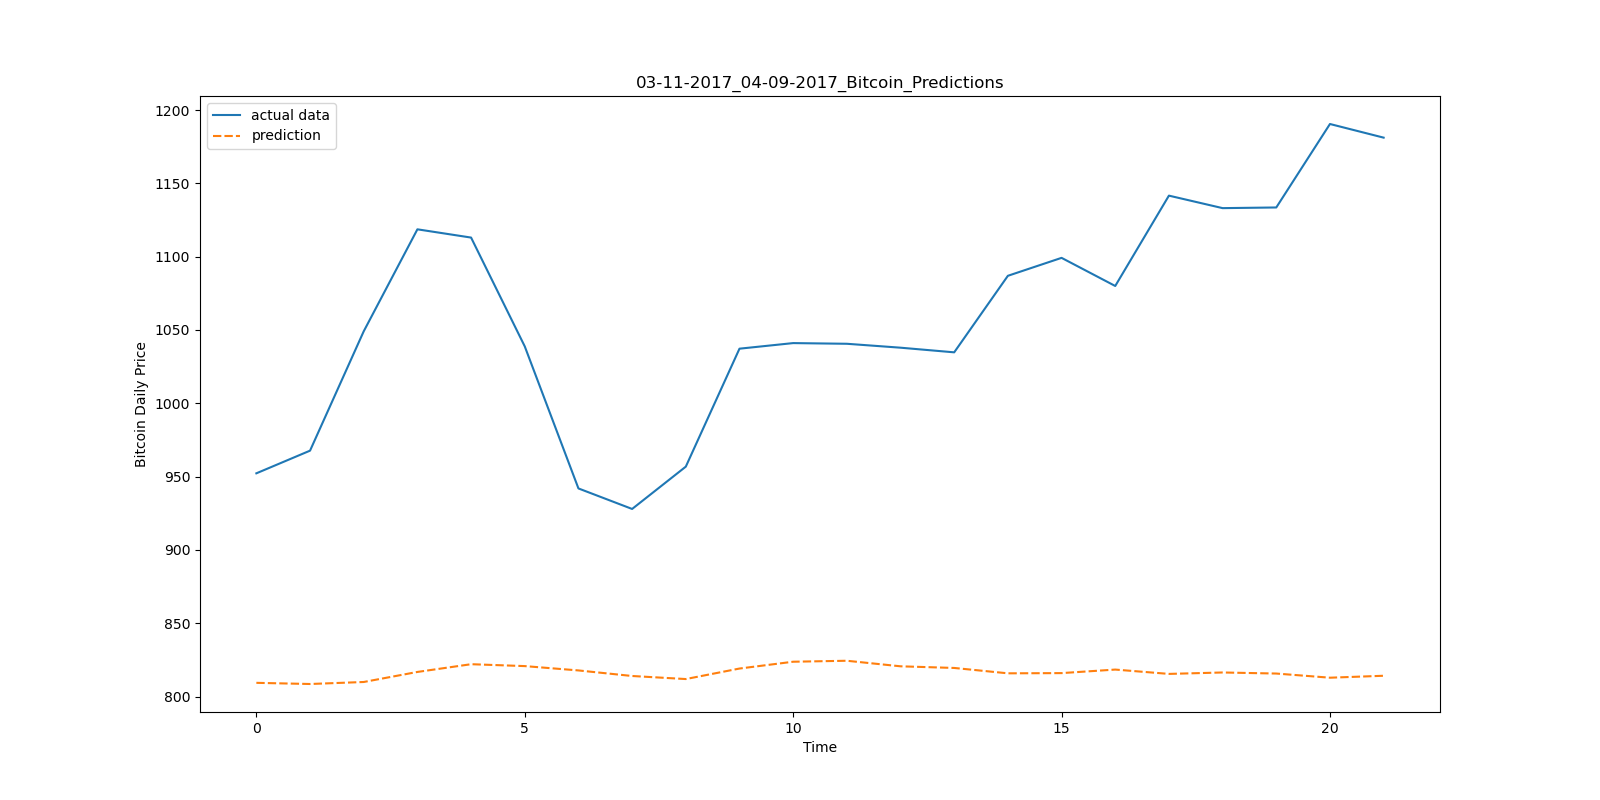 03-11-2017_04-09-2017_Bitcoin_Predictions
actual data
prediction
1200
1150
1100
1050
1000
950
900
850
800
Bitcoin Daily Price
0 5 10 15 20
Time